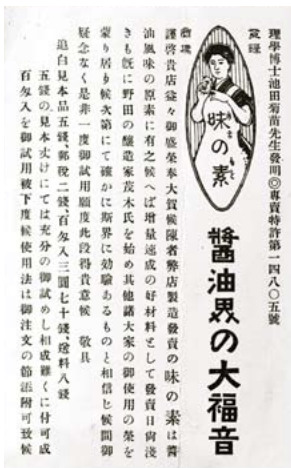 理學博士池田菊苗先生發明◎專賣特許第一四八〇五號
登録
商標
味の素
醬油界の大福音
謹啓貴店益々御盛榮奉大賀候陳者弊店製造發賣の味の素は醬
油風味の原素に有之候へば增量速成の好材料として發賣日尙淺
きも既に野田の釀造家茂木氏を始め其他諸大家の御使用の榮を
蒙り居り候次第にて確かに斯界に効驗あるものと相信じ候間御
疑念なく是非一度御試用願度此段得貴意候 敬具
追白見本品五錢、郵稅二錢、百匁入三圓七十錢、送料八錢
五錢の見本丈けにては充分の御試めし相成難くに付可成
百匁入を御試用被下度候使用法は御注文の節添附可致候